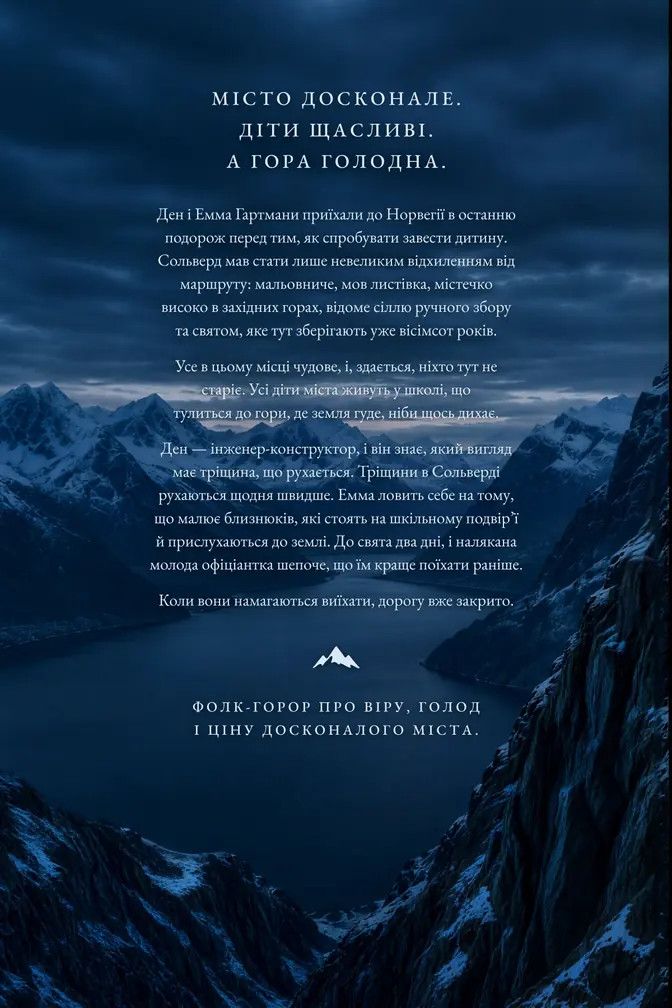 МІСТО ДОСКОНАЛЕ.
ДІТИ ЩАСЛИВІ.
А ГОРА ГОЛОДНА.
Ден і Емма Гартмани приїхали до Норвегії в останню
подорож перед тим, як спробувати завести дитину.
Сольверд мав стати лише невеликим відхиленням від
маршруту: мальовниче, мов листівка, містечко
високо в західних горах, відоме сіллю ручного збору
та святом, яке тут зберігають уже вісімсот років.
Усе в цьому місці чудове, і, здається, ніхто тут не
старіє. Усі діти міста живуть у школі, що
тулиться до гори, де земля гуде, ніби щось дихає.
Ден — інженер-конструктор, і він знає, який вигляд
має тріщина, що рухається. Тріщини в Сольверді
рухаються щодня швидше. Емма ловить себе на тому,
що малює близнюків, які стоять на шкільному подвір’ї
й прислухаються до землі. До свята два дні, і налякана
молода офіціантка шепоче, що їм краще поїхати раніше.
Коли вони намагаються виїхати, дорогу вже закрито.
ФОЛК-ГОРОР ПРО ВІРУ, ГОЛОД
І ЦІНУ ДОСКОНАЛОГО МІСТА.